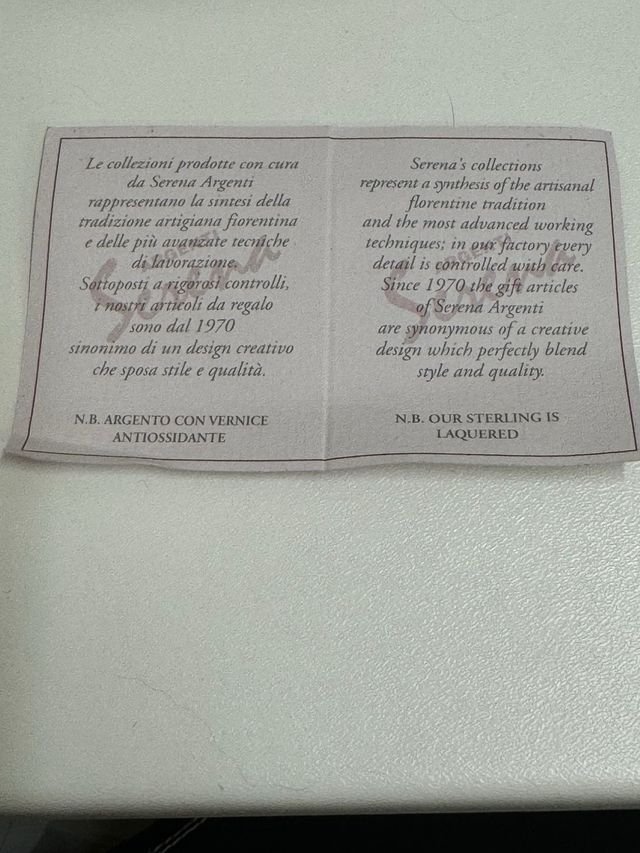 Le collezioni prodotte con cura
da Serena Argenti
rappresentano la sintesi della
tradizione artigiana fiorentina
e delle più avanzate tecniche
di lavorazione.
Sottoposti a rigorosi controlli,
i nostri articoli da regalo
sono dal 1970
sinonimo di un design creativo
che sposa stile e qualità.
N.B. ARGENTO CON VERNICE
ANTIOSSIDANTE
ARGENTI
Serena
Serena's collections
represent a synthesis of the artisanal
florentine tradition
and the most advanced working
techniques; in our factory every
detail is controlled with care.
Since 1970 the gift articles
of Serena Argenti
are synonymous of a creative
design which perfectly blend
style and quality.
N.B. OUR STERLING IS
LAQUERED
ARGENTI
Serena